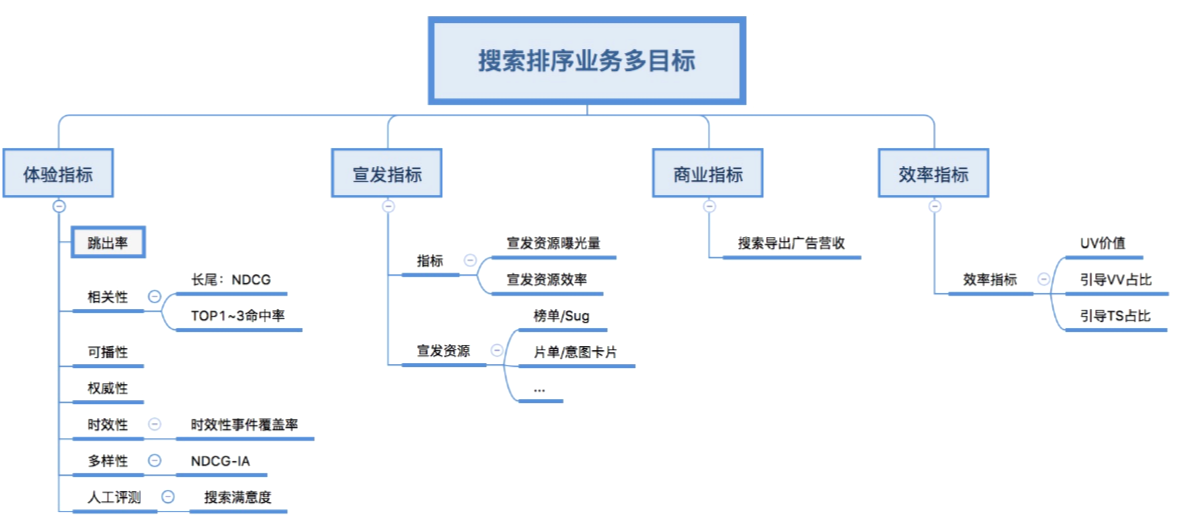 搜索排序业务多目标
体验指标
宣发指标
商业指标
效率指标
跳出率
相关性
长尾：NDCG
TOP1~3命中率
可播性
权威性
时效性
时效性事件覆盖率
多样性
NDCG-IA
人工评测
搜索满意度
指标
宣发资源曝光量
宣发资源效率
宣发资源
榜单/Sug
片单/意图卡片
...
搜索导出广告营收
效率指标
UV价值
引导VV占比
引导TS占比